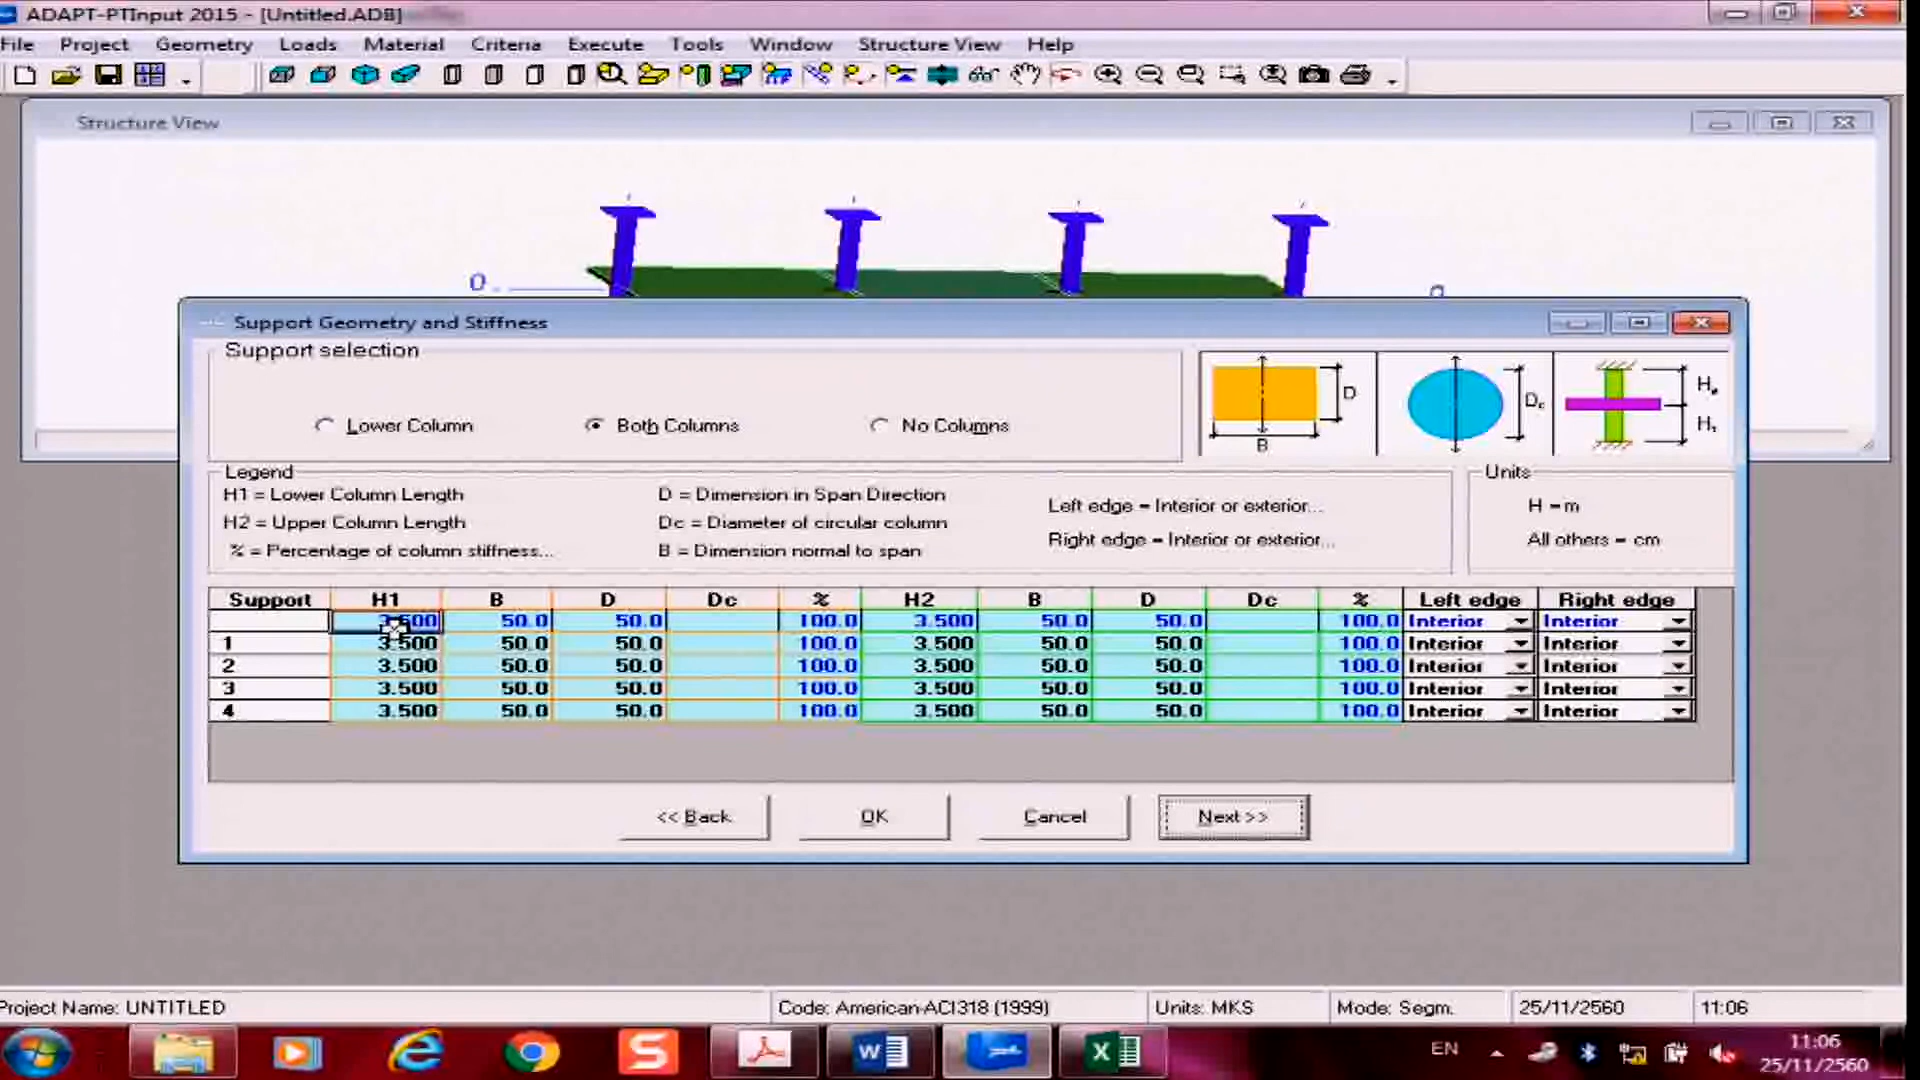 ADAPT-PTInput 2015 - [Untitled.ADB]
File Project Geometry Loads Material Criteria Execute Tools Window Structure View Help
Structure View
0
0
Support Geometry and Stiffness
Support selection
Lower Column Both Columns No Columns
D
B
Dc
H1
Legend
H1 = Lower Column Length
H2 = Upper Column Length
% = Percentage of column stiffness...
D = Dimension in Span Direction
Dc = Diameter of circular column
B = Dimension normal to span
Left edge = Interior or exterior...
Right edge = Interior or exterior...
Units
H = m
All others = cm
Support H1 B D Dc % H2 B D Dc % Left edge Right edge
3.500 50.0 50.0 100.0 3.500 50.0 50.0 100.0 Interior Interior
1 3.500 50.0 50.0 100.0 3.500 50.0 50.0 100.0 Interior Interior
2 3.500 50.0 50.0 100.0 3.500 50.0 50.0 100.0 Interior Interior
3 3.500 50.0 50.0 100.0 3.500 50.0 50.0 100.0 Interior Interior
4 3.500 50.0 50.0 100.0 3.500 50.0 50.0 100.0 Interior Interior
<< Back OK Cancel Next >>
Project Name: UNTITLED Code: American-ACI318 (1999) Units: MKS Mode: Segm. 25/11/2560 11:06
EN
11:06
25/11/2560